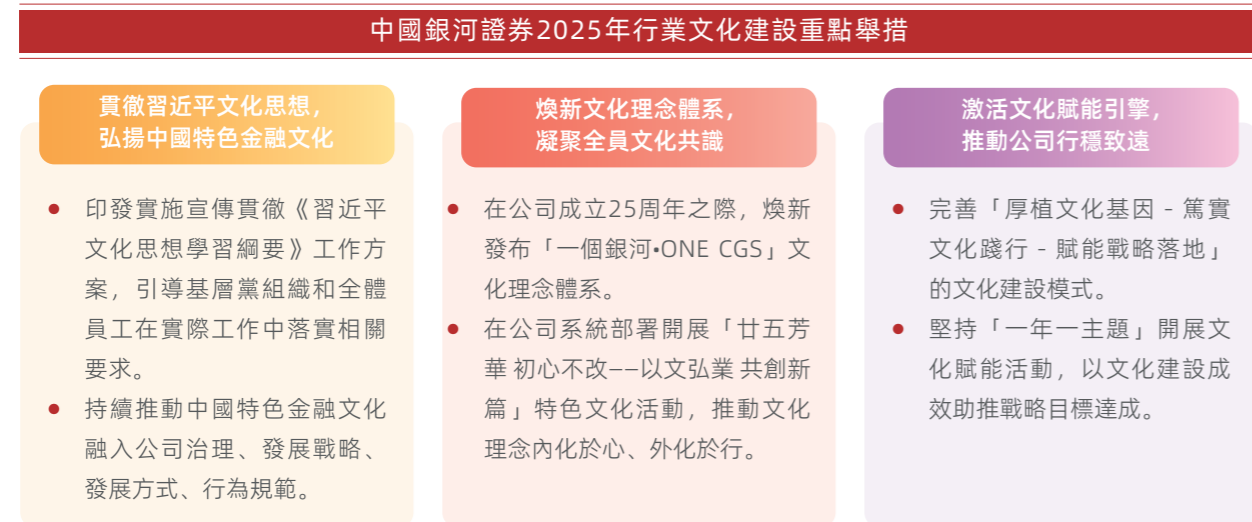 中國銀河證券2025年行業文化建設重點舉措
貫徹習近平文化思想，
弘揚中國特色金融文化
● 印發實施宣傳貫徹《習近平
文化思想學習綱要》工作方
案，引導基層黨組織和全體
員工在實際工作中落實相關
要求。
● 持續推動中國特色金融文化
融入公司治理、發展戰略、
發展方式、行為規範。
煥新文化理念體系，
凝聚全員文化共識
● 在公司成立25周年之際，煥新
發布「一個銀河•ONE CGS」文
化理念體系。
● 在公司系統部署開展「廿五芳
華 初心不改——以文弘業 共創新
篇」特色文化活動，推動文化
理念內化於心、外化於行。
激活文化賦能引擎，
推動公司行穩致遠
● 完善「厚植文化基因 - 篤實
文化踐行 - 賦能戰略落地」
的文化建設模式。
● 堅持「一年一主題」開展文
化賦能活動，以文化建設成
效助推戰略目標達成。